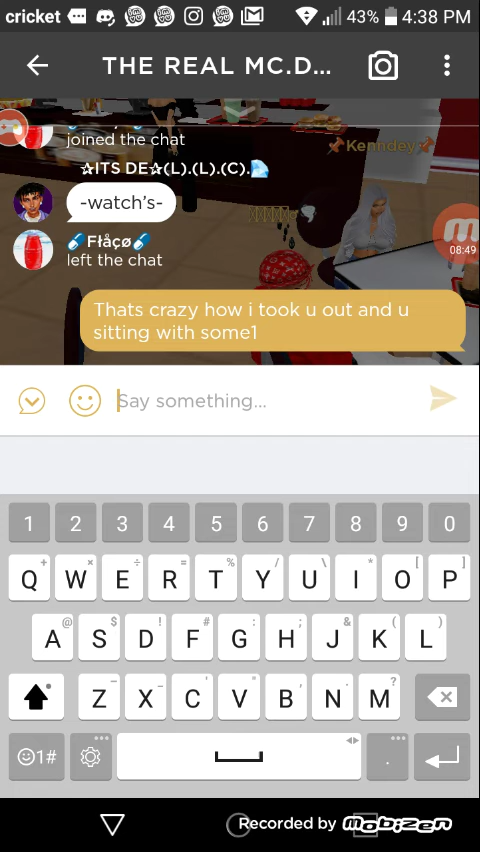 cricket 43% 4:38 PM
THE REAL MC.D...
joined the chat
📌Kenndey📌
✰ITS DE✰(L).(L).(C).💎
-watch's-
💊Fłåçø💊
left the chat
08:49
Thats crazy how i took u out and u
sitting with some1
Say something...
1 2 3 4 5 6 7 8 9 0
+ × ÷ = % / \ * [ ]
Q W E R T Y U I O P
@ $ ! # : ; & ( )
A S D F G H J K L
– _ ' " , . ?
Z X C V B N M
☺1# .
Recorded by mobizen